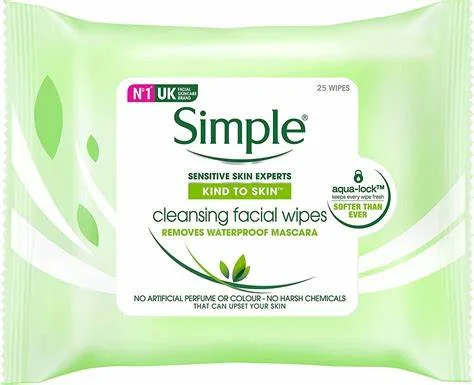 Nº1 UK FACIAL SKINCARE BRAND
25 WIPES
Simple®
SENSITIVE SKIN EXPERTS
KIND TO SKIN™
cleansing facial wipes
REMOVES WATERPROOF MASCARA
aqua-lock™
keeps every wipe fresh
SOFTER THAN
EVER
NO ARTIFICIAL PERFUME OR COLOUR - NO HARSH CHEMICALS
THAT CAN UPSET YOUR SKIN